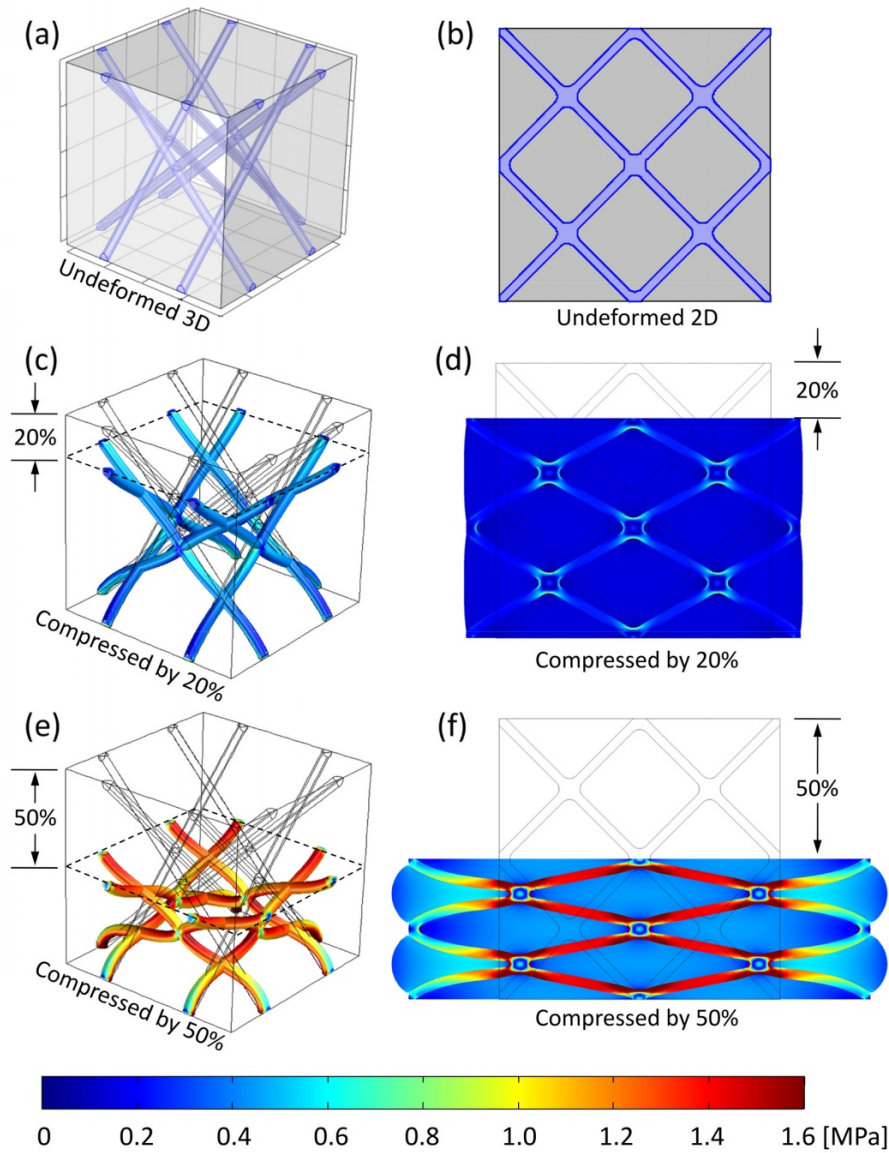 (a)
(b)
Undeformed 3D
Undeformed 2D
(c)
(d)
20%
20%
Compressed by 20%
Compressed by 20%
(e)
(f)
50%
50%
Compressed by 50%
Compressed by 50%
0 0.2 0.4 0.6 0.8 1.0 1.2 1.4 1.6 [MPa]